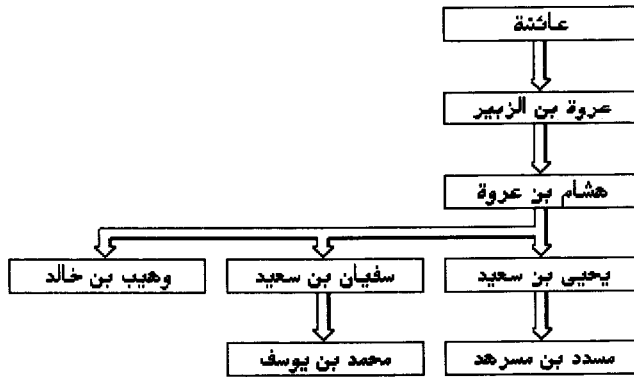 عائشة
عروة بن الزبير
هشام بن عروة
يحيى بن سعيد
سفيان بن سعيد
وهيب بن خالد
مسدد بن مسرهد
محمد بن يوسف